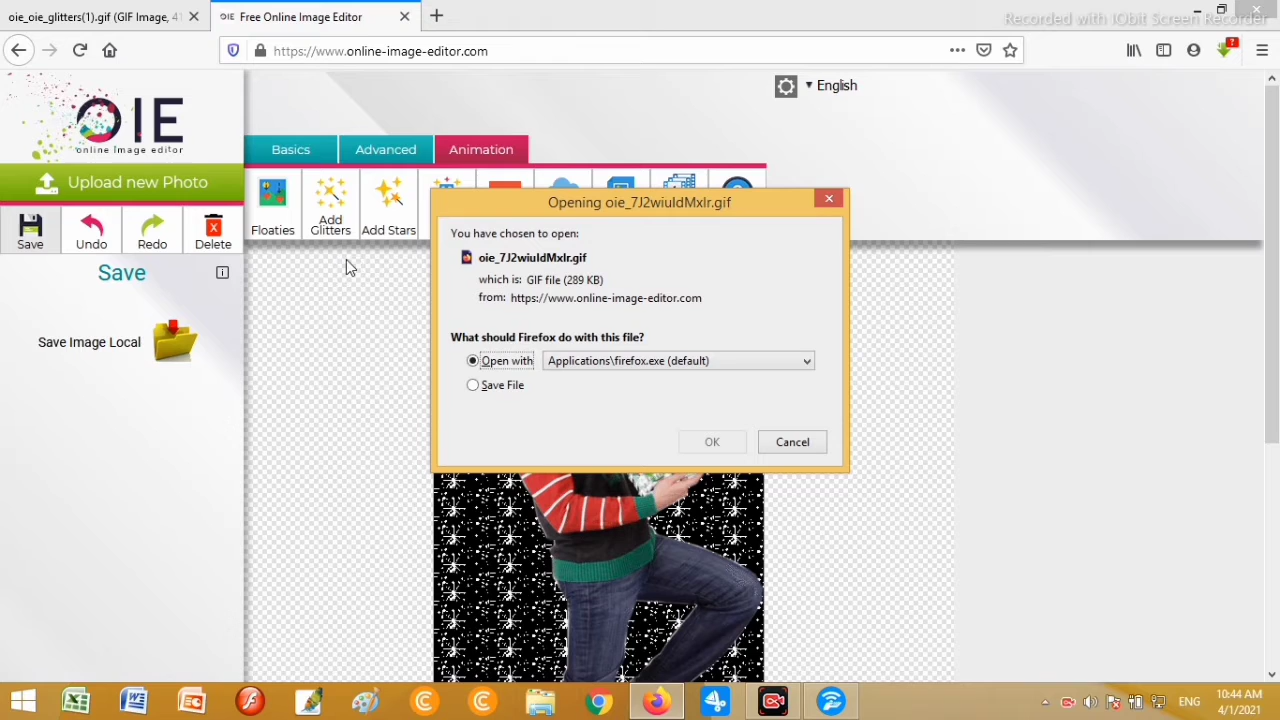 oie_oie_glitters(1).gif (GIF Image, 41
Free Online Image Editor
Recorded with IObit Screen Recorder
https://www.online-image-editor.com
OIE
online image editor
English
Basics
Advanced
Animation
Upload new Photo
Save
Undo
Redo
Delete
Floaties
Add
Glitters
Add Stars
Save
Save Image Local
Opening oie_7J2wiuIdMxIr.gif
You have chosen to open:
oie_7J2wiuIdMxIr.gif
which is: GIF file (289 KB)
from: https://www.online-image-editor.com
What should Firefox do with this file?
Open with
Applications\firefox.exe (default)
Save File
OK
Cancel
ENG
10:44 AM
4/1/2021